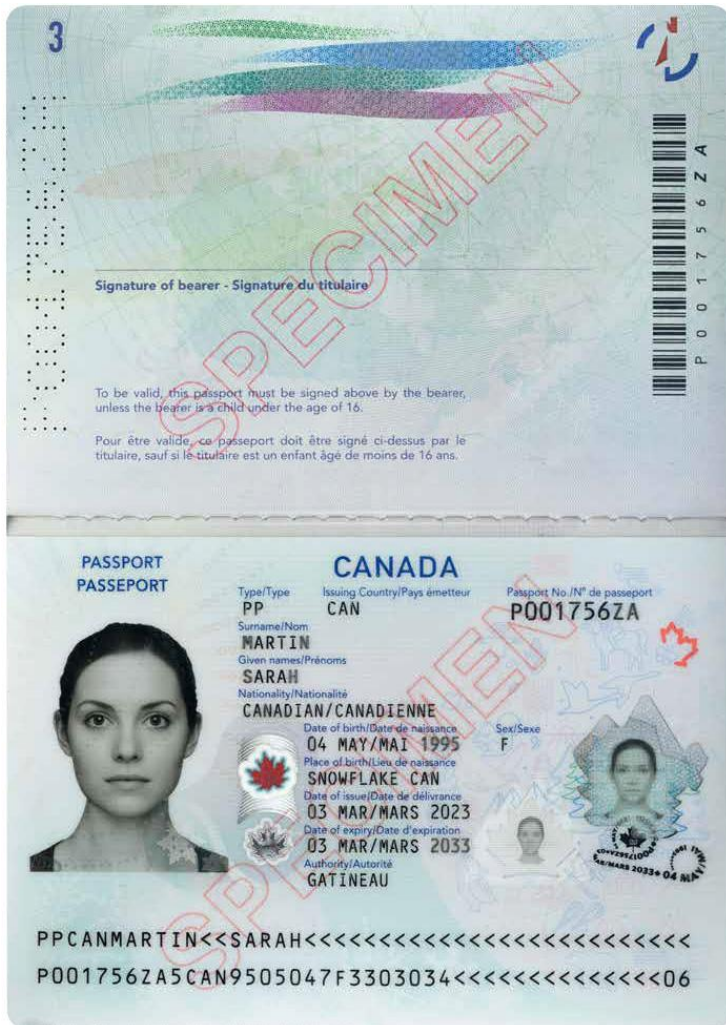 3
P001756ZA
P001756ZA
SPECIMEN
Signature of bearer - Signature du titulaire
To be valid, this passport must be signed above by the bearer,
unless the bearer is a child under the age of 16.
Pour être valide, ce passeport doit être signé ci-dessus par le
titulaire, sauf si le titulaire est un enfant âgé de moins de 16 ans.
PASSPORT
PASSEPORT
CANADA
Type/Type Issuing Country/Pays émetteur Passport No./N° de passeport
PP CAN P001756ZA
Surname/Nom
MARTIN
Given names/Prénoms
SARAH
Nationality/Nationalité
CANADIAN/CANADIENNE
Date of birth/Date de naissance Sex/Sexe
04 MAY/MAI 1995 F
Place of birth/Lieu de naissance
SNOWFLAKE CAN
Date of issue/Date de délivrance
03 MAR/MARS 2023
Date of expiry/Date d'expiration
03 MAR/MARS 2033
Authority/Autorité
GATINEAU
SPECIMEN
PPCANMARTIN<<SARAH<<<<<<<<<<<<<<<<<<<<<<<<<<
P001756ZA5CAN9505047F3303034<<<<<<<<<<<<<<06